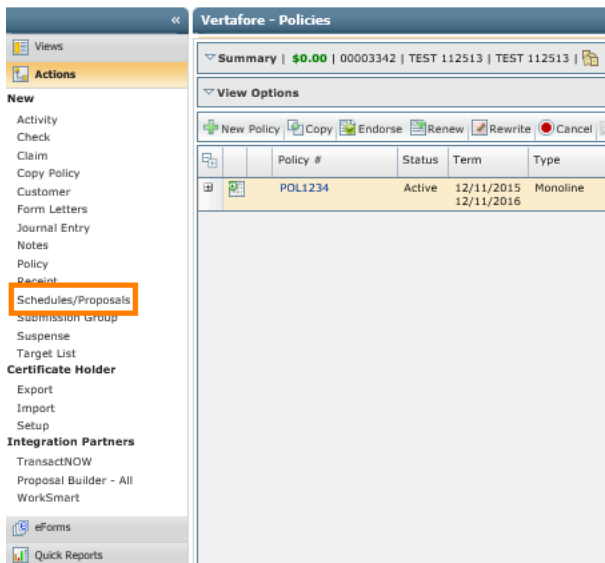 «
Vertafore - Policies
Views
Actions
New
Activity
Check
Claim
Copy Policy
Customer
Form Letters
Journal Entry
Notes
Policy
Receipt
Schedules/Proposals
Submission Group
Suspense
Target List
Certificate Holder
Export
Import
Setup
Integration Partners
TransactNOW
Proposal Builder - All
WorkSmart
eForms
Quick Reports
Summary | $0.00 | 00003342 | TEST 112513 | TEST 112513 |
View Options
New Policy Copy Endorse Renew Rewrite Cancel
Policy # Status Term Type
POL1234 Active 12/11/2015 Monoline
12/11/2016